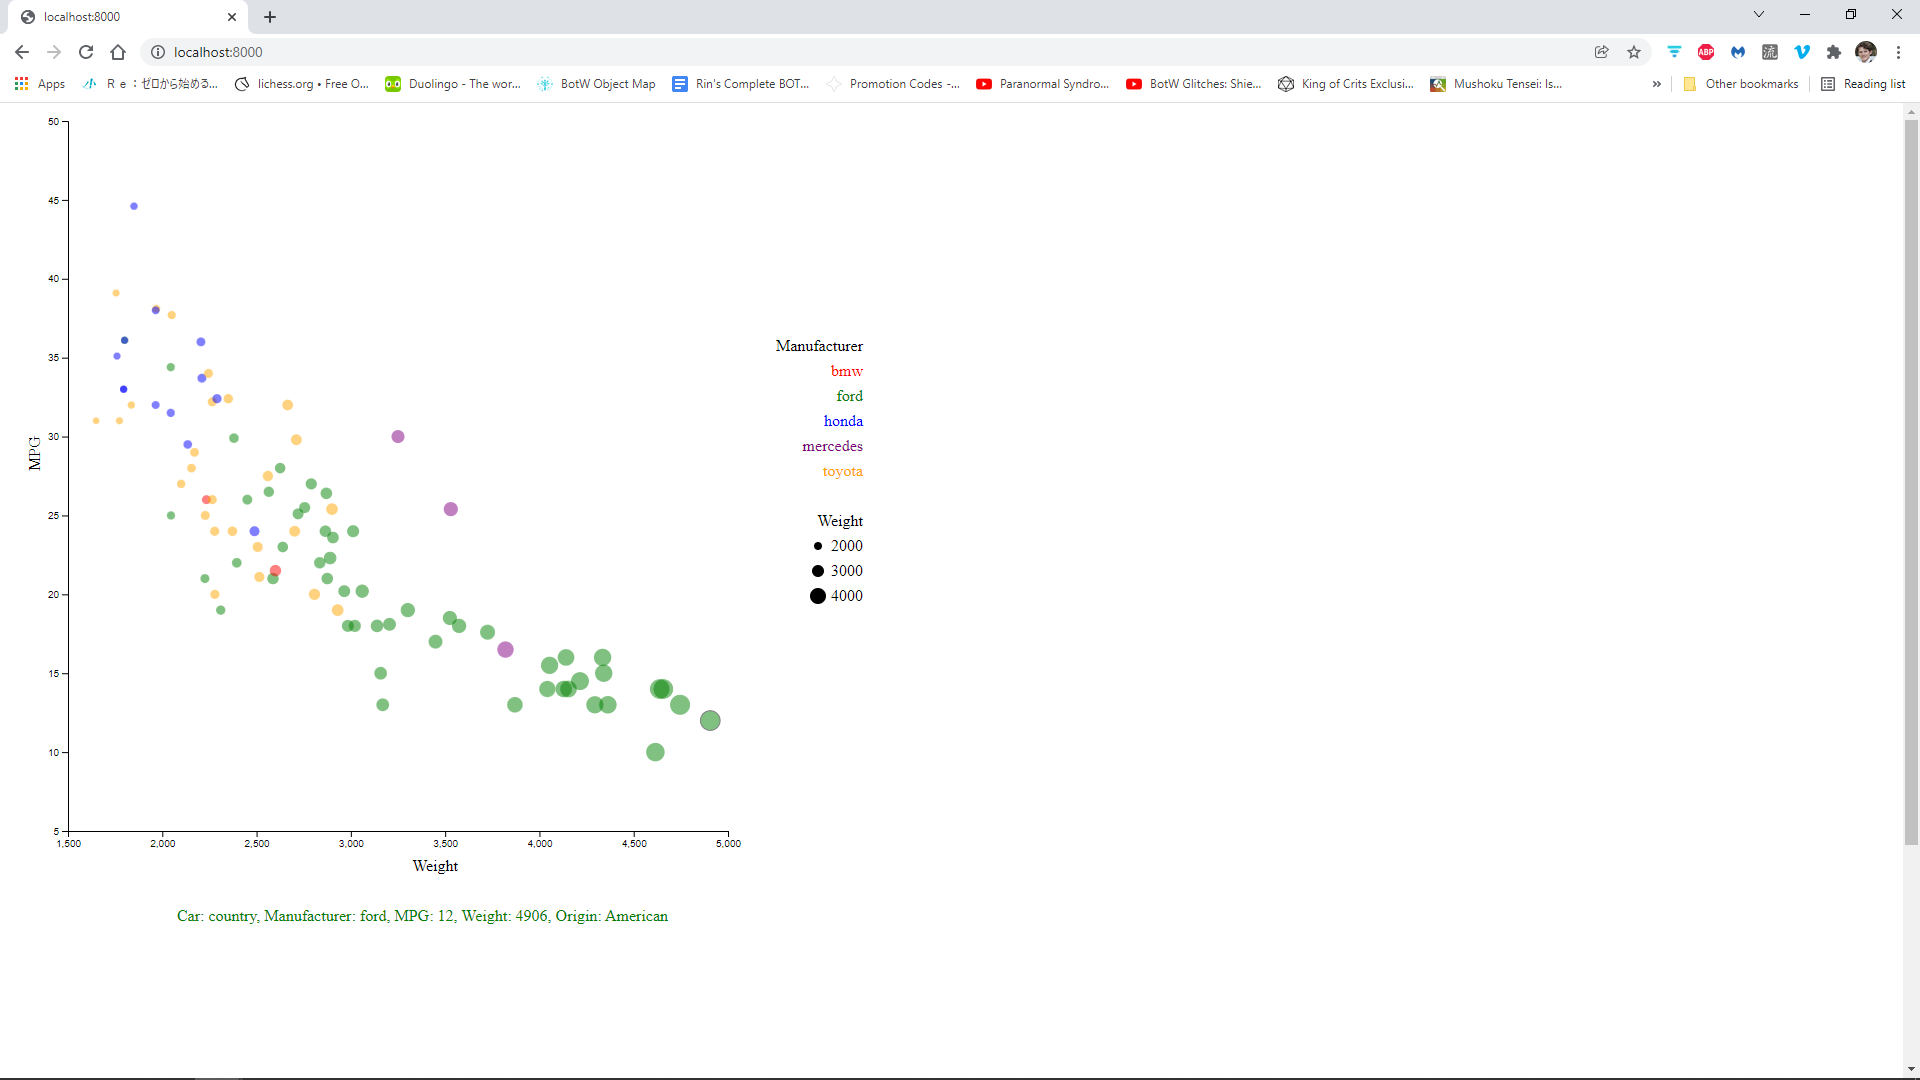 localhost:8000
localhost:8000
ABP
流
Apps
Ｒｅ：ゼロから始める...
lichess.org • Free O...
Duolingo - The wor...
BotW Object Map
Rin's Complete BOT...
Promotion Codes -...
Paranormal Syndro...
BotW Glitches: Shie...
King of Crits Exclusi...
Mushoku Tensei: Is...
»
Other bookmarks
Reading list
50
45
40
35
30
25
20
15
10
5
MPG
1,500
2,000
2,500
3,000
3,500
4,000
4,500
5,000
Weight
Manufacturer
bmw
ford
honda
mercedes
toyota
Weight
2000
3000
4000
Car: country, Manufacturer: ford, MPG: 12, Weight: 4906, Origin: American